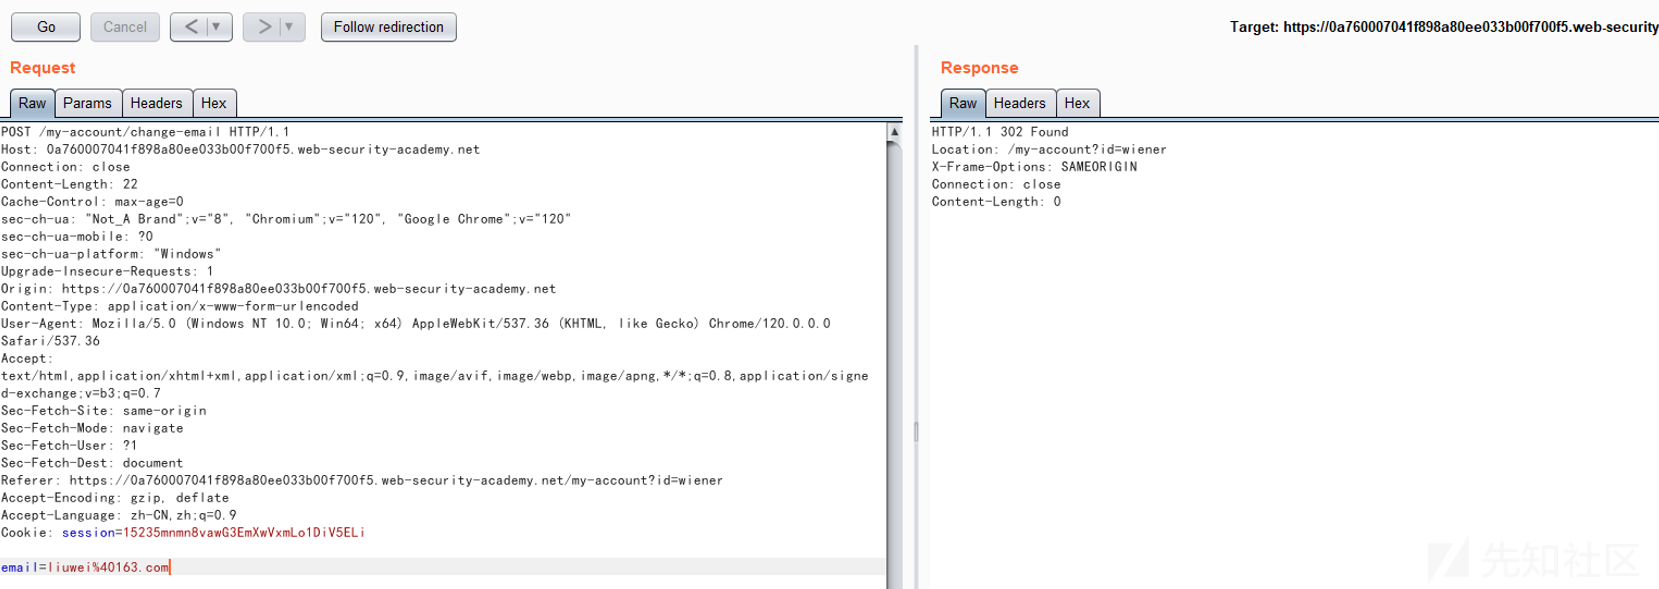 Go Cancel < ▼ > ▼ Follow redirection
Target: https://0a760007041f898a80ee033b00f700f5.web-security
Request
Raw Params Headers Hex
POST /my-account/change-email HTTP/1.1
Host: 0a760007041f898a80ee033b00f700f5.web-security-academy.net
Connection: close
Content-Length: 22
Cache-Control: max-age=0
sec-ch-ua: "Not_A Brand";v="8", "Chromium";v="120", "Google Chrome";v="120"
sec-ch-ua-mobile: ?0
sec-ch-ua-platform: "Windows"
Upgrade-Insecure-Requests: 1
Origin: https://0a760007041f898a80ee033b00f700f5.web-security-academy.net
Content-Type: application/x-www-form-urlencoded
User-Agent: Mozilla/5.0 (Windows NT 10.0; Win64; x64) AppleWebKit/537.36 (KHTML, like Gecko) Chrome/120.0.0.0
Safari/537.36
Accept:
text/html,application/xhtml+xml,application/xml;q=0.9,image/avif,image/webp,image/apng,*/*;q=0.8,application/signe
d-exchange;v=b3;q=0.7
Sec-Fetch-Site: same-origin
Sec-Fetch-Mode: navigate
Sec-Fetch-User: ?1
Sec-Fetch-Dest: document
Referer: https://0a760007041f898a80ee033b00f700f5.web-security-academy.net/my-account?id=wiener
Accept-Encoding: gzip, deflate
Accept-Language: zh-CN,zh;q=0.9
Cookie: session=15235mnmn8vawG3EmXwVxmLo1DiV5ELi
email=liuwei%40163.com
Response
Raw Headers Hex
HTTP/1.1 302 Found
Location: /my-account?id=wiener
X-Frame-Options: SAMEORIGIN
Connection: close
Content-Length: 0
先知社区